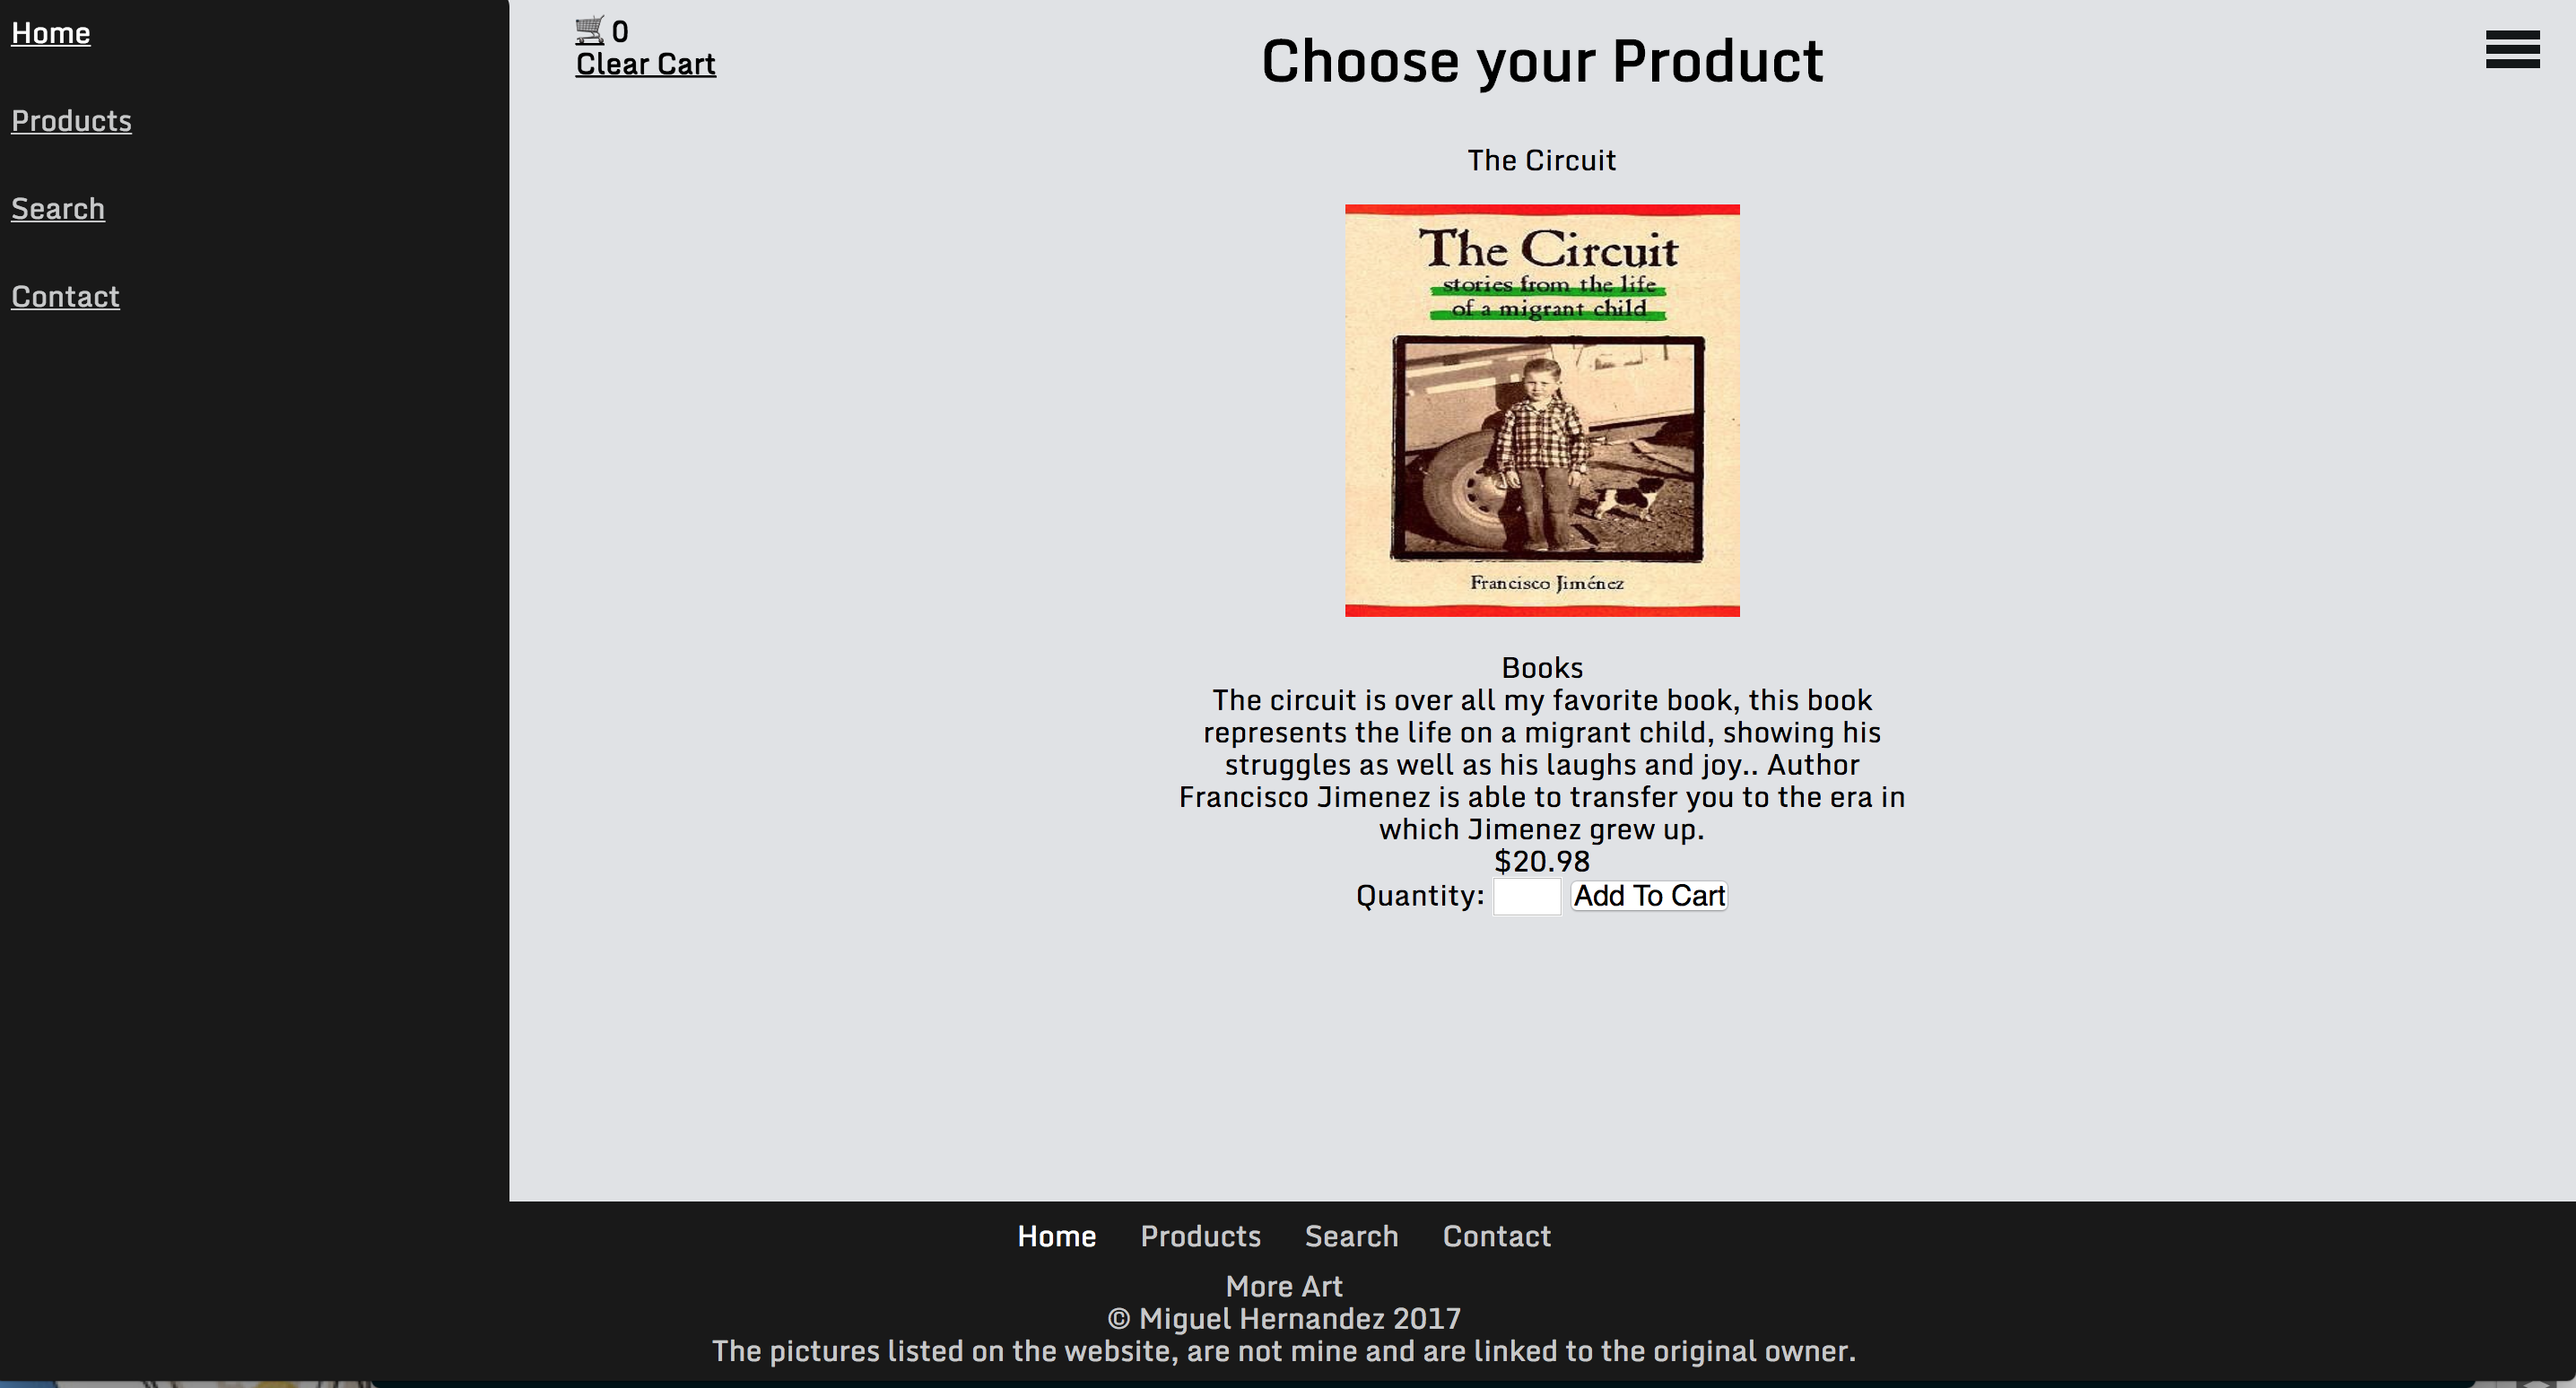 Home
Products
Search
Contact
0
Clear Cart
Choose your Product
The Circuit
The Circuit
stories from the life
of a migrant child
Francisco Jiménez
Books
The circuit is over all my favorite book, this book
represents the life on a migrant child, showing his
struggles as well as his laughs and joy.. Author
Francisco Jimenez is able to transfer you to the era in
which Jimenez grew up.
$20.98
Quantity: Add To Cart
Home Products Search Contact
More Art
© Miguel Hernandez 2017
The pictures listed on the website, are not mine and are linked to the original owner.